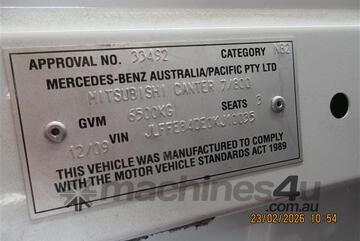 APPROVAL NO. 33492 CATEGORY NB2
MERCEDES-BENZ AUSTRALIA/PACIFIC PTY LTD
MITSUBISHI CANTER 7/800
GVM 6500KG SEATS 3
12/09 VIN
THIS VEHICLE WAS MANUFACTURED TO COMPLY
WITH THE MOTOR VEHICLE STANDARDS ACT 1989
machines4u
.com.au
23/02/2026 10:54